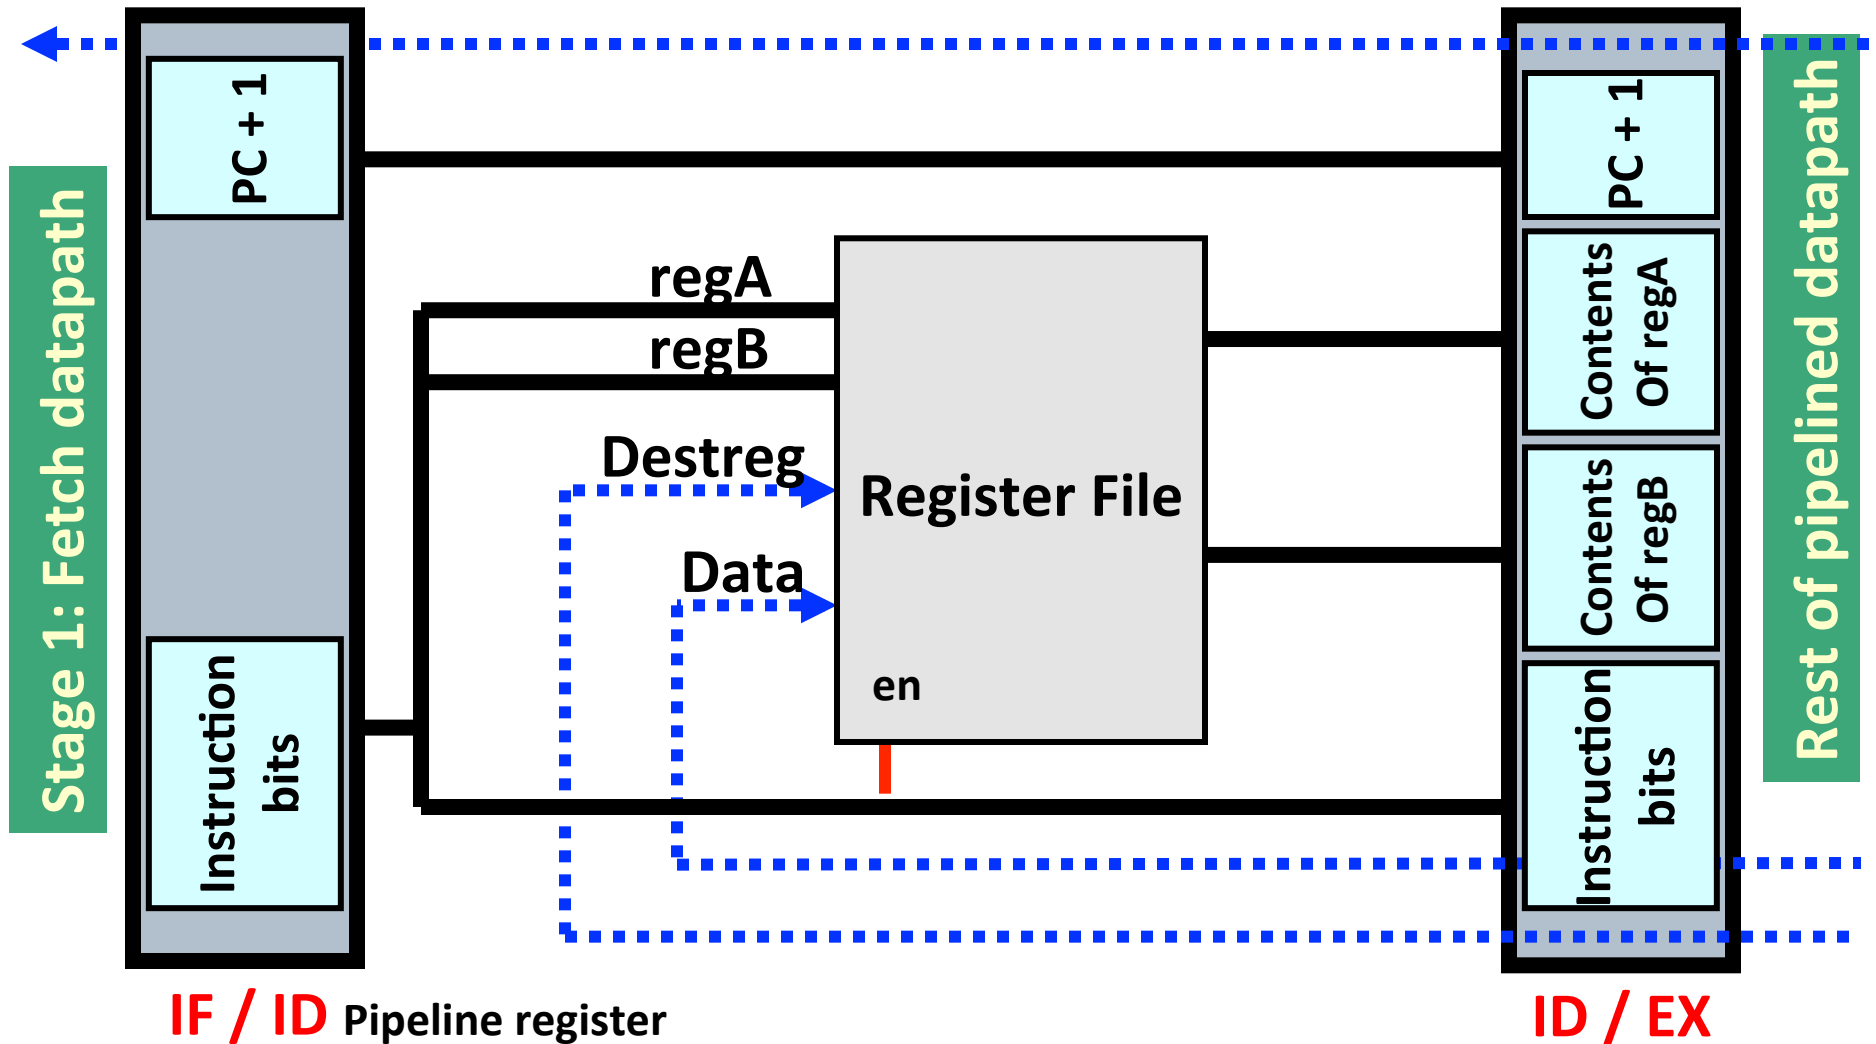 Stage 1: Fetch datapath
PC + 1
Instruction
bits
IF / ID Pipeline register
regA
regB
Destreg
Data
Register File
en
PC + 1
Contents
Of regA
Contents
Of regB
Instruction
bits
ID / EX
Rest of pipelined datapath